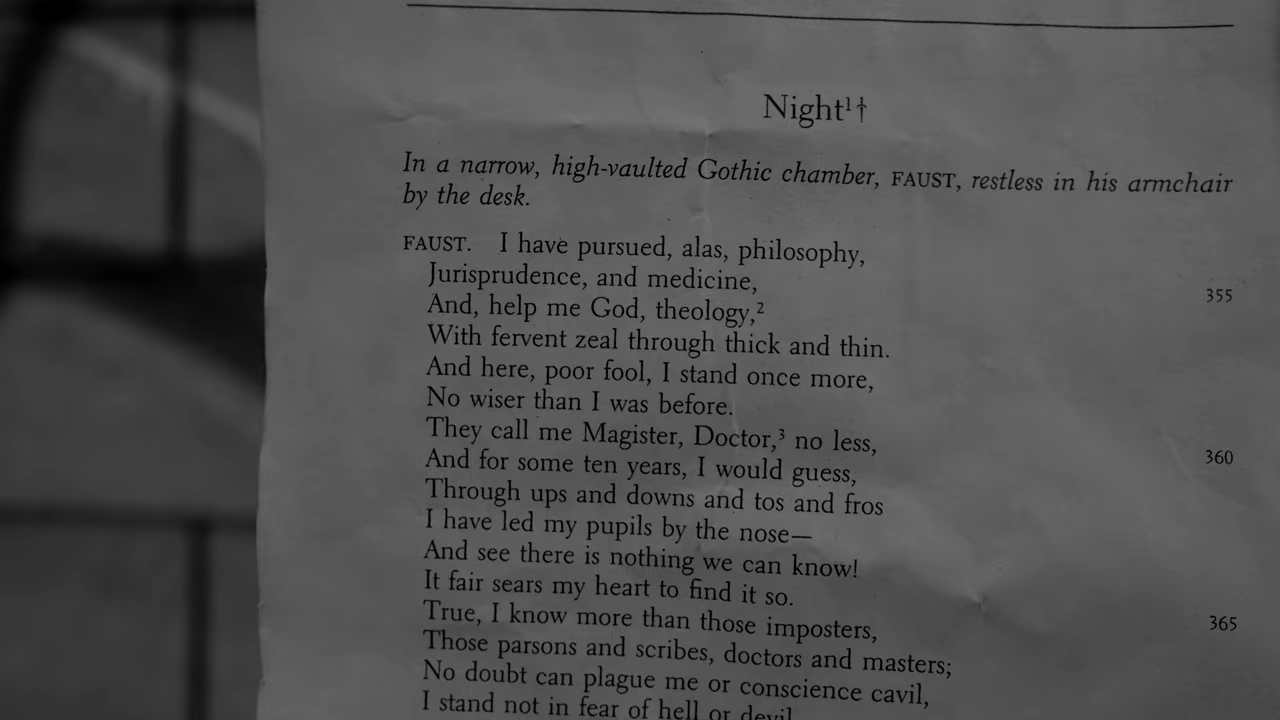 Night¹†
In a narrow, high-vaulted Gothic chamber, FAUST, restless in his armchair
by the desk.
FAUST. I have pursued, alas, philosophy,
Jurisprudence, and medicine, 355
And, help me God, theology,²
With fervent zeal through thick and thin.
And here, poor fool, I stand once more,
No wiser than I was before.
They call me Magister, Doctor,³ no less, 360
And for some ten years, I would guess,
Through ups and downs and tos and fros
I have led my pupils by the nose—
And see there is nothing we can know!
It fair sears my heart to find it so. 365
True, I know more than those imposters,
Those parsons and scribes, doctors and masters;
No doubt can plague me or conscience cavil,
I stand not in fear of hell or devil